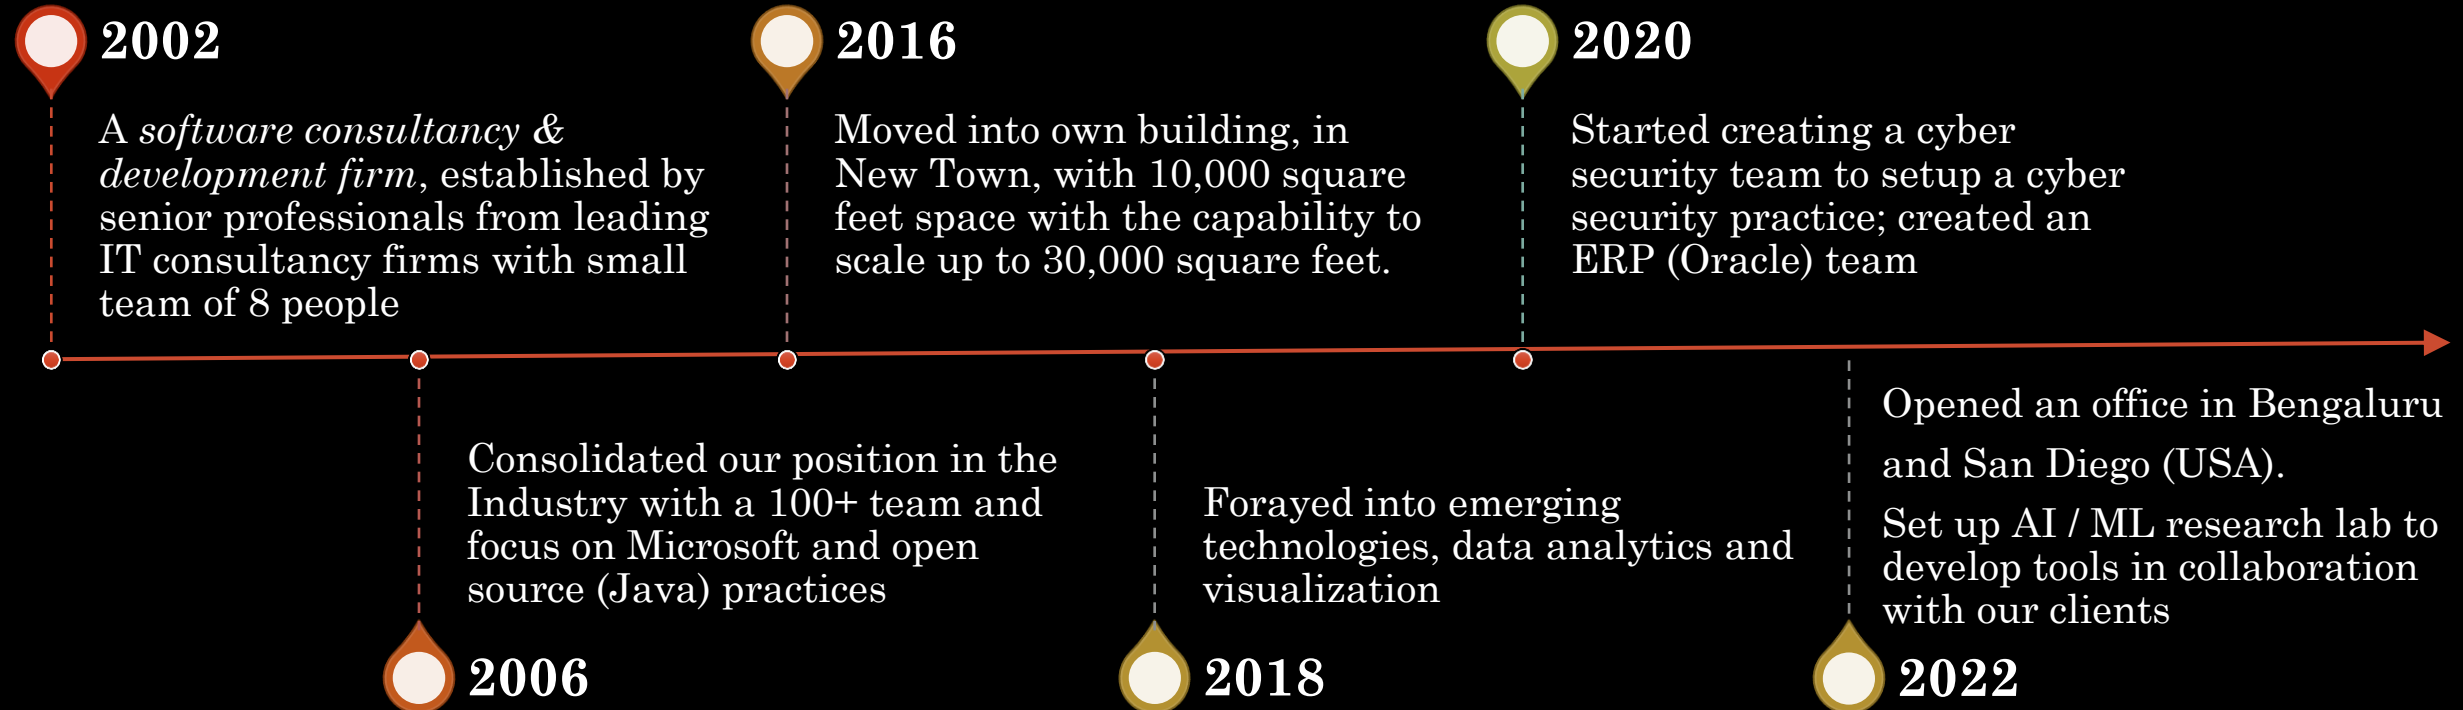 2002
A software consultancy &
development firm, established by
senior professionals from leading
IT consultancy firms with small
team of 8 people
2006
Consolidated our position in the
Industry with a 100+ team and
focus on Microsoft and open
source (Java) practices
2016
Moved into own building, in
New Town, with 10,000 square
feet space with the capability to
scale up to 30,000 square feet.
2018
Forayed into emerging
technologies, data analytics and
visualization
2020
Started creating a cyber
security team to setup a cyber
security practice; created an
ERP (Oracle) team
2022
Opened an office in Bengaluru
and San Diego (USA).
Set up AI / ML research lab to
develop tools in collaboration
with our clients